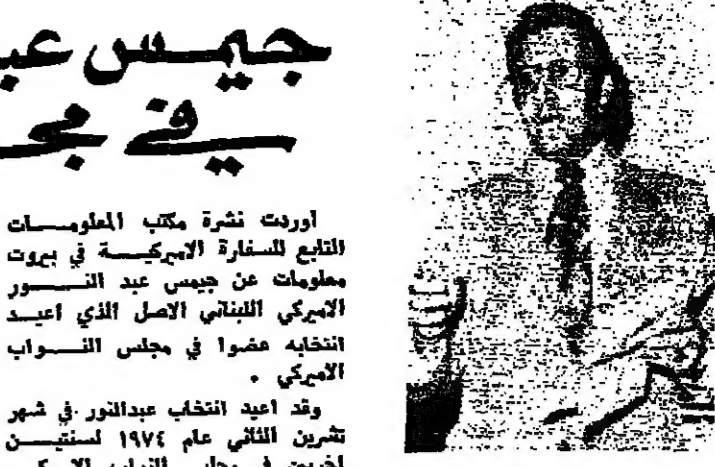 جيمس عبد
في مج
أوردت نشرة مكتب المعلومات
التابع للسفارة الاميركية في بيروت
معلومات عن جيمس عبد النور
الاميركي اللبناني الاصل الذي اعيد
انتخابه عضوا في مجلس النواب
الاميركي .
وقد اعيد انتخاب عبدالنور في شهر
تشرين الثاني عام ١٩٧٤ لسنتين
اخريين في مجلس النواب الاميركي